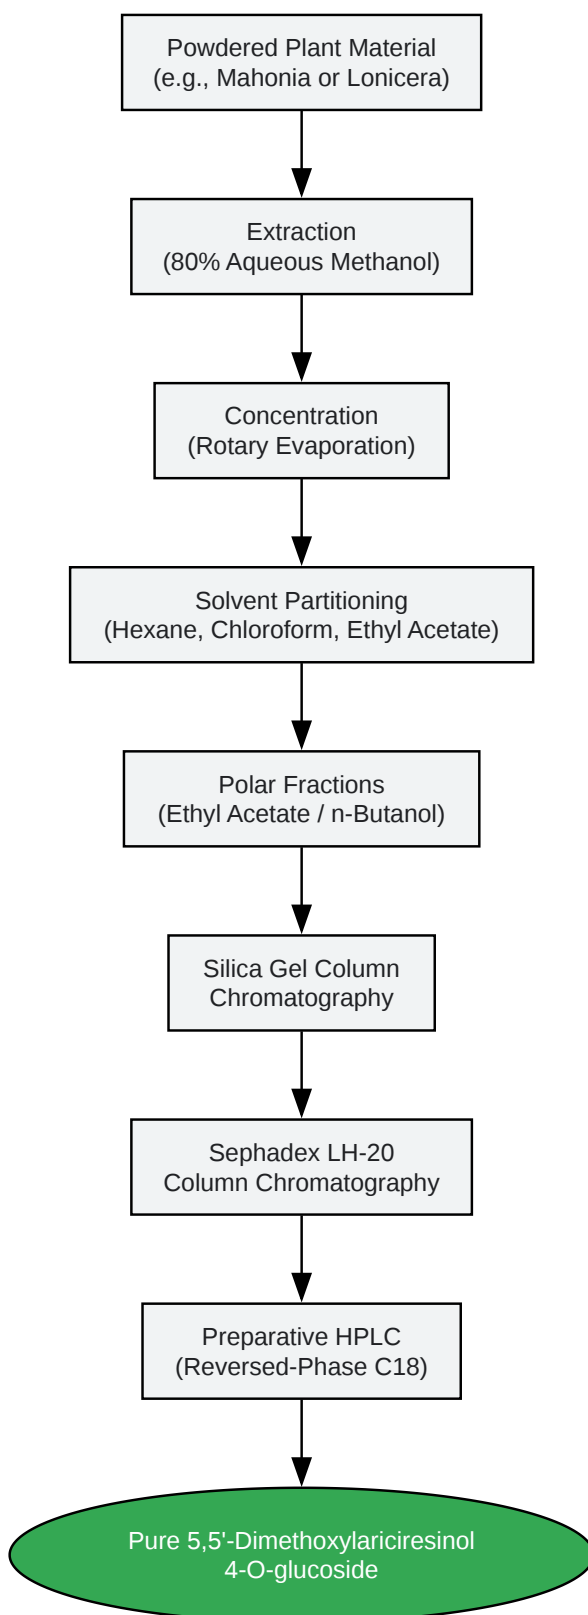 Powdered Plant Material
(e.g., Mahonia or Lonicera)
Extraction
(80% Aqueous Methanol)
Concentration
(Rotary Evaporation)
Solvent Partitioning
(Hexane, Chloroform, Ethyl Acetate)
Polar Fractions
(Ethyl Acetate / n-Butanol)
Silica Gel Column
Chromatography
Sephadex LH-20
Column Chromatography
Preparative HPLC
(Reversed-Phase C18)
Pure 5,5'-Dimethoxylariciresinol
4-O-glucoside